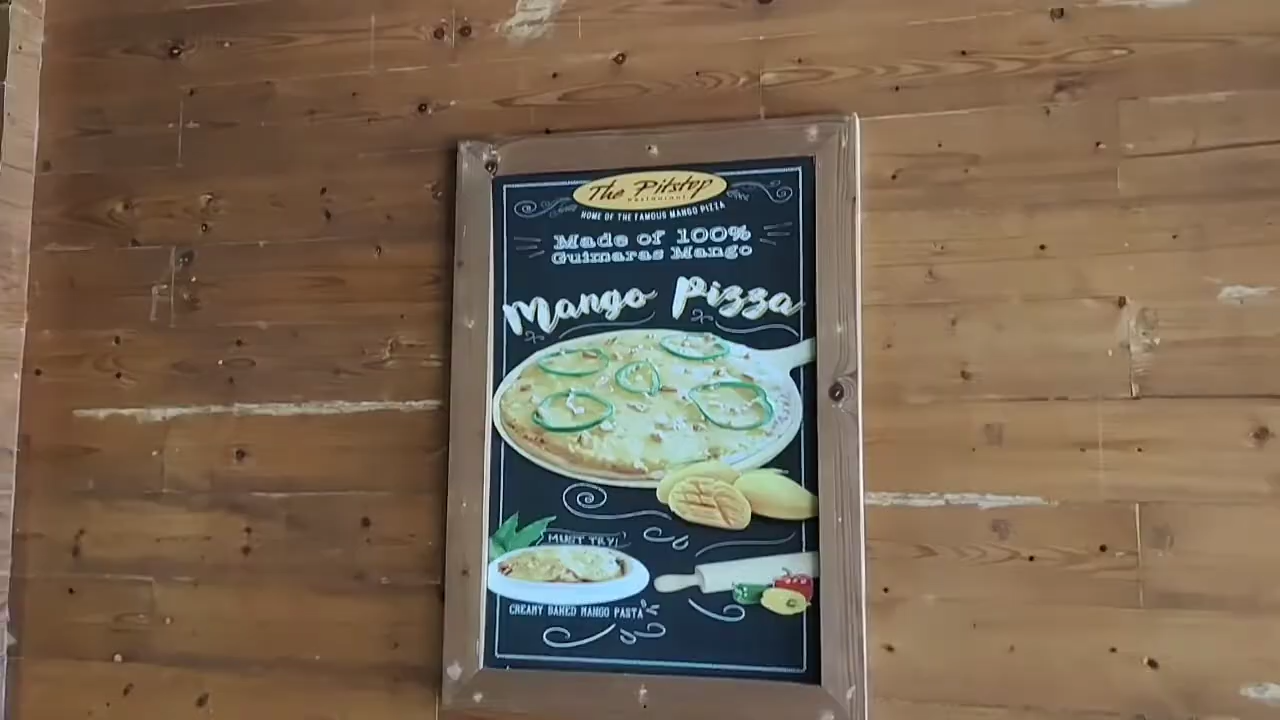 The Pitstop
restaurant
HOME OF THE FAMOUS MANGO PIZZA
Made of 100%
Guimaras Mango
Mango Pizza
MUST TRY!
CREAMY BAKED MANGO PASTA